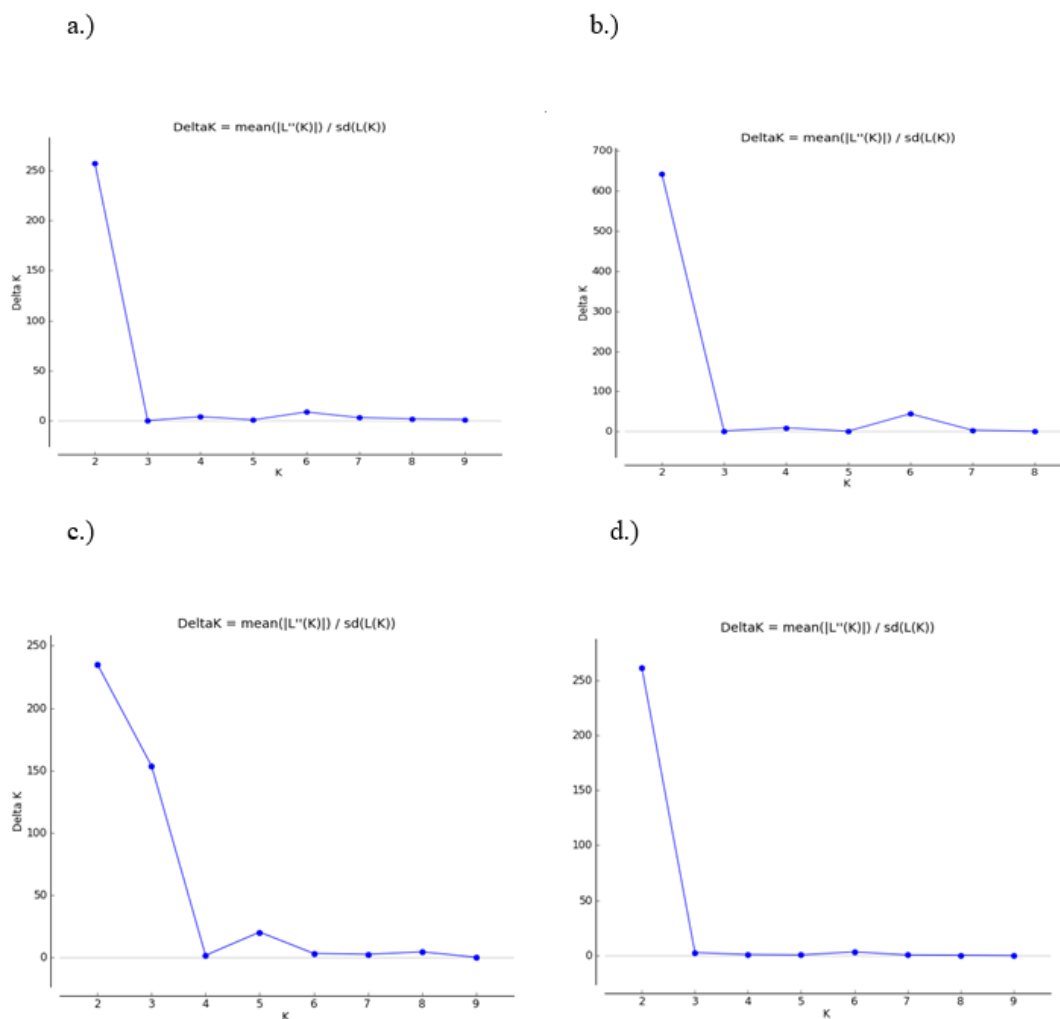 a.)
DeltaK = mean(|L''(K)|) / sd(L(K))
250
200
150
100
50
0
Delta K
2 3 4 5 6 7 8 9
K
b.)
DeltaK = mean(|L''(K)|) / sd(L(K))
700
600
500
400
300
200
100
0
Delta K
2 3 4 5 6 7 8
K
c.)
DeltaK = mean(|L''(K)|) / sd(L(K))
250
200
150
100
50
0
Delta K
2 3 4 5 6 7 8 9
K
d.)
DeltaK = mean(|L''(K)|) / sd(L(K))
250
200
150
100
50
0
Delta K
2 3 4 5 6 7 8 9
K